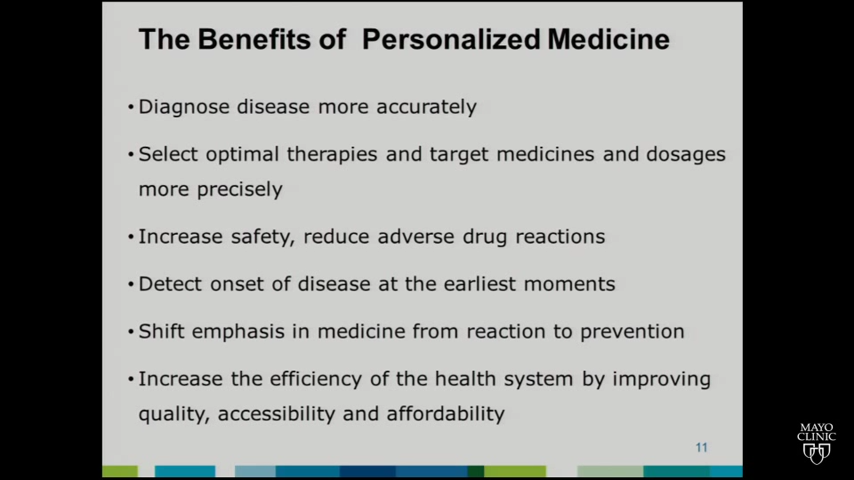 The Benefits of Personalized Medicine
• Diagnose disease more accurately
• Select optimal therapies and target medicines and dosages
more precisely
• Increase safety, reduce adverse drug reactions
• Detect onset of disease at the earliest moments
• Shift emphasis in medicine from reaction to prevention
• Increase the efficiency of the health system by improving
quality, accessibility and affordability
11
MAYO
CLINIC